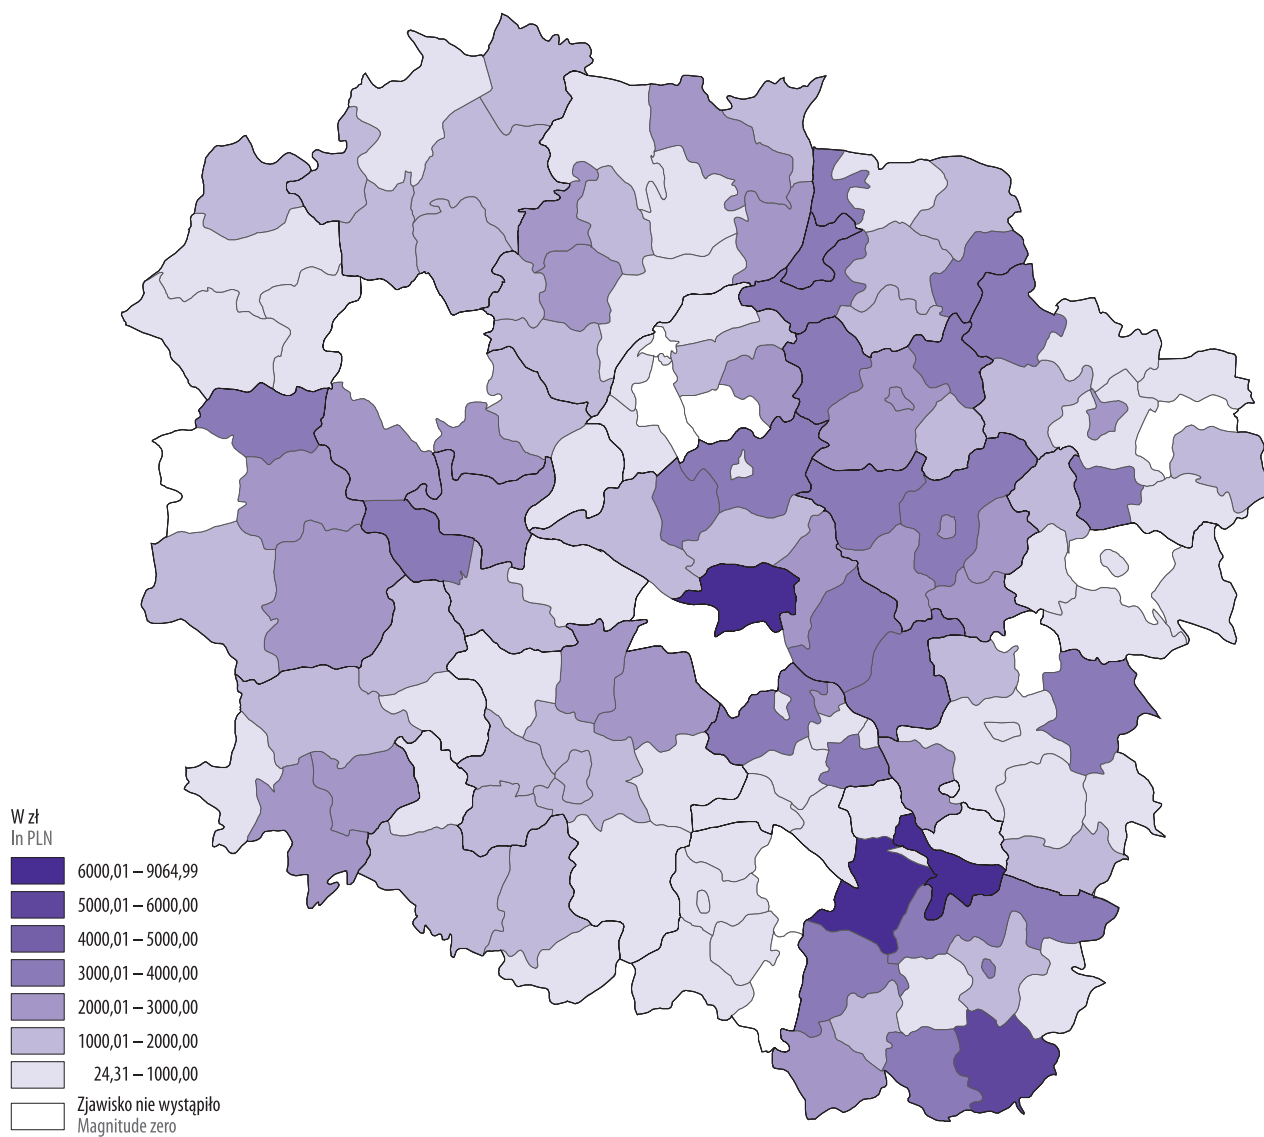 W zł
In PLN
6000,01 – 9064,99
5000,01 – 6000,00
4000,01 – 5000,00
3000,01 – 4000,00
2000,01 – 3000,00
1000,01 – 2000,00
24,31 – 1000,00
Zjawisko nie wystąpiło
Magnitude zero